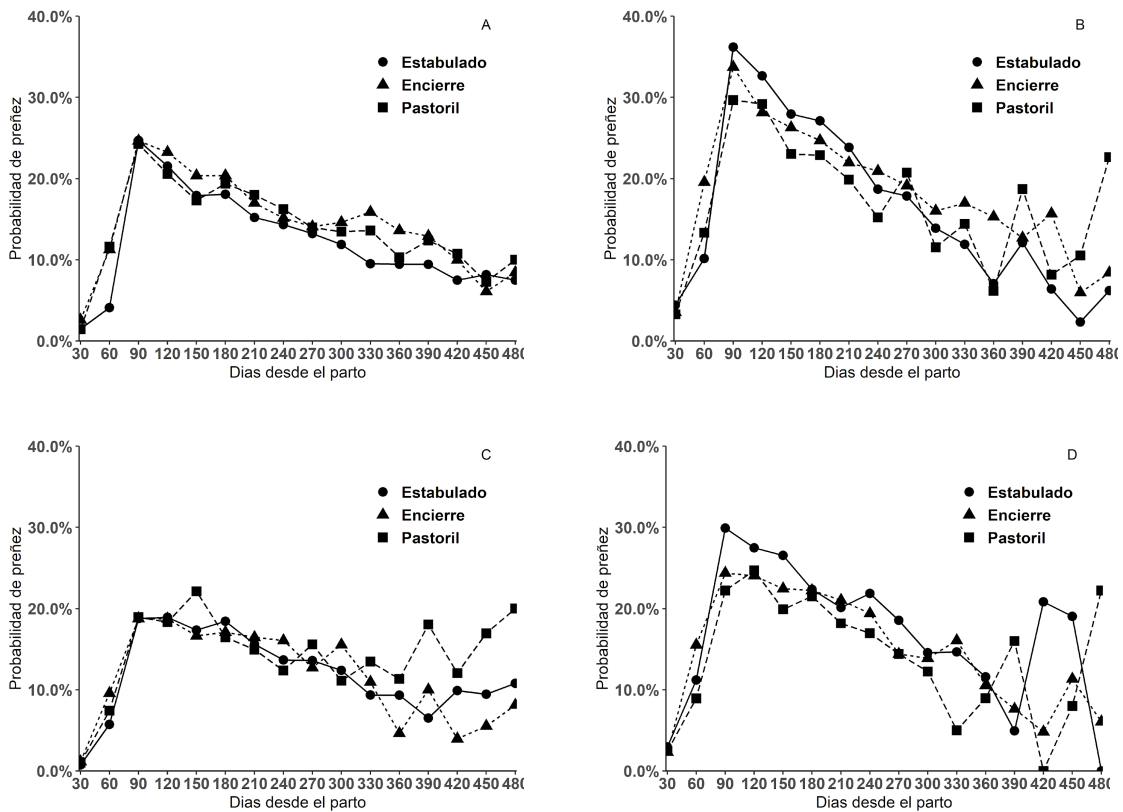 A
40.0%
30.0%
20.0%
10.0%
0.0%
Probabilidad de preñez
Estabulado
Encierre
Pastoril
30 60 90 120 150 180 210 240 270 300 330 360 390 420 450 480
Dias desde el parto
B
40.0%
30.0%
20.0%
10.0%
0.0%
Probabilidad de preñez
Estabulado
Encierre
Pastoril
30 60 90 120 150 180 210 240 270 300 330 360 390 420 450 480
Dias desde el parto
C
40.0%
30.0%
20.0%
10.0%
0.0%
Probabilidad de preñez
Estabulado
Encierre
Pastoril
30 60 90 120 150 180 210 240 270 300 330 360 390 420 450 480
Dias desde el parto
D
40.0%
30.0%
20.0%
10.0%
0.0%
Probabilidad de preñez
Estabulado
Encierre
Pastoril
30 60 90 120 150 180 210 240 270 300 330 360 390 420 450 480
Dias desde el parto